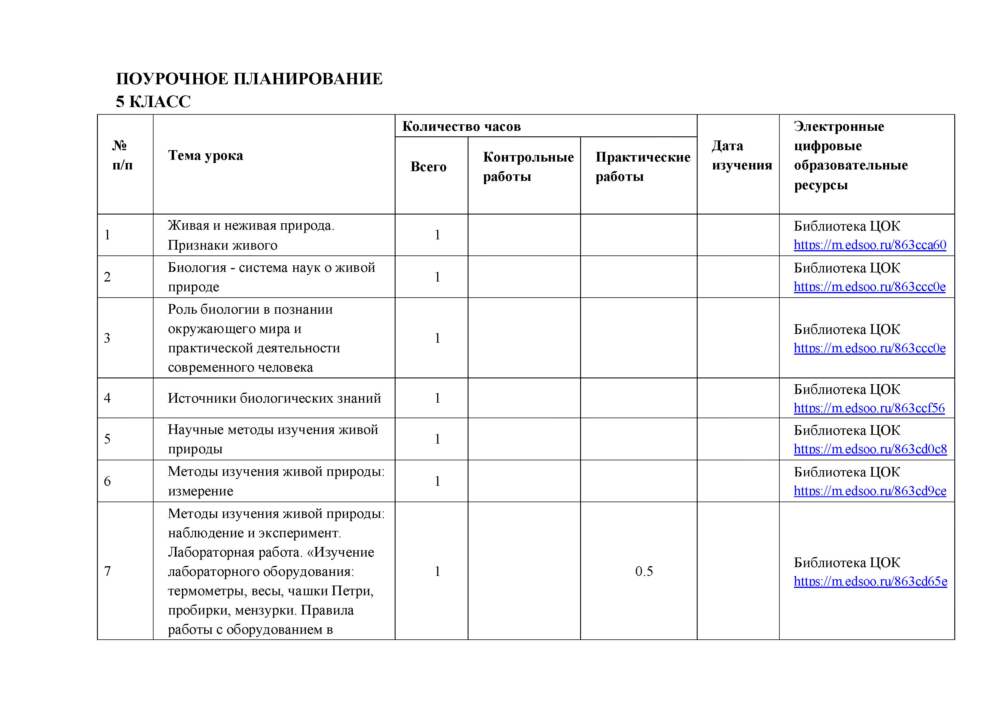 ПОУРОЧНОЕ ПЛАНИРОВАНИЕ
5 КЛАСС
№
п/п
Тема урока
Количество часов
Всего
Контрольные
работы
Практические
работы
Дата
изучения
Электронные
цифровые
образовательные
ресурсы
1
Живая и неживая природа.
Признаки живого
1
Библиотека ЦОК
https://m.edsoo.ru/863cca60
2
Биология - система наук о живой
природе
1
Библиотека ЦОК
https://m.edsoo.ru/863ccc0e
3
Роль биологии в познании
окружающего мира и
практической деятельности
современного человека
1
Библиотека ЦОК
https://m.edsoo.ru/863ccc0e
4
Источники биологических знаний
1
Библиотека ЦОК
https://m.edsoo.ru/863ccf56
5
Научные методы изучения живой
природы
1
Библиотека ЦОК
https://m.edsoo.ru/863cd0c8
6
Методы изучения живой природы:
измерение
1
Библиотека ЦОК
https://m.edsoo.ru/863cd9ce
7
Методы изучения живой природы:
наблюдение и эксперимент.
Лабораторная работа. «Изучение
лабораторного оборудования:
термометры, весы, чашки Петри,
пробирки, мензурки. Правила
работы с оборудованием в
1
0.5
Библиотека ЦОК
https://m.edsoo.ru/863cd65e